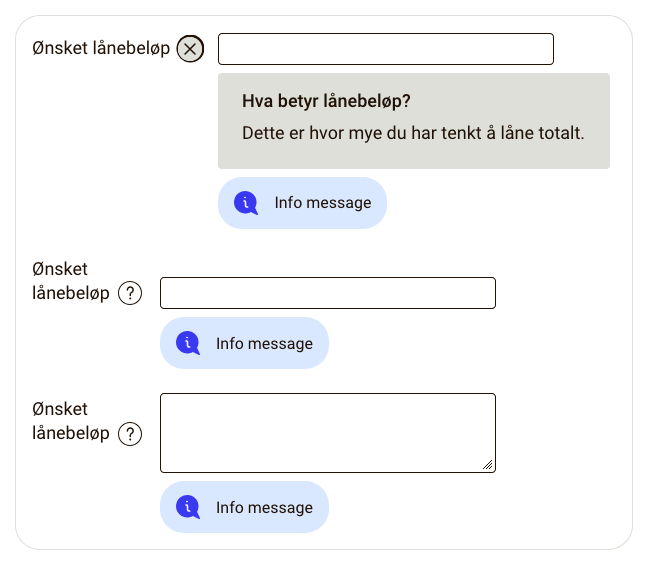 Ønsket lånebeløp
Hva betyr lånebeløp?
Dette er hvor mye du har tenkt å låne totalt.
Info message
Ønsket
lånebeløp ?
Info message
Ønsket
lånebeløp ?
Info message